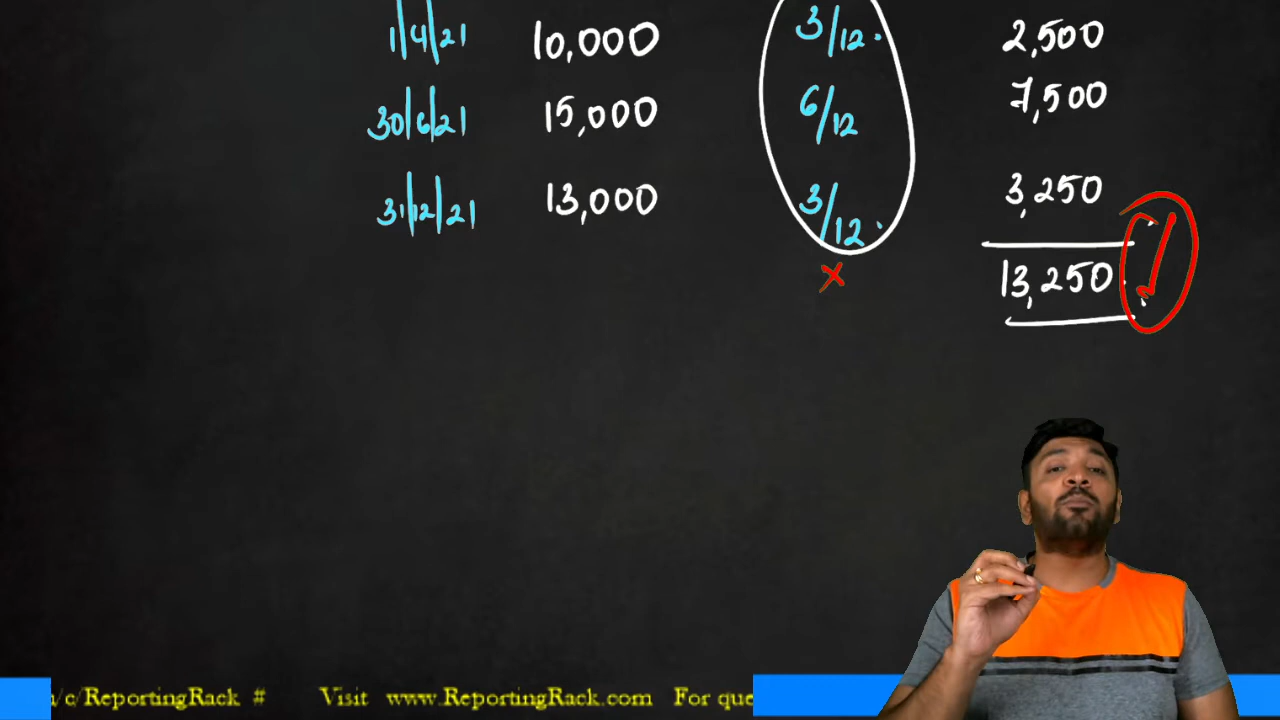 1|4|21 10,000 3/12. 2,500
30|6|21 15,000 6/12 7,500
31|12|21 13,000 3/12. 3,250
x
13,250
/c/ReportingRack # Visit www.ReportingRack.com For que